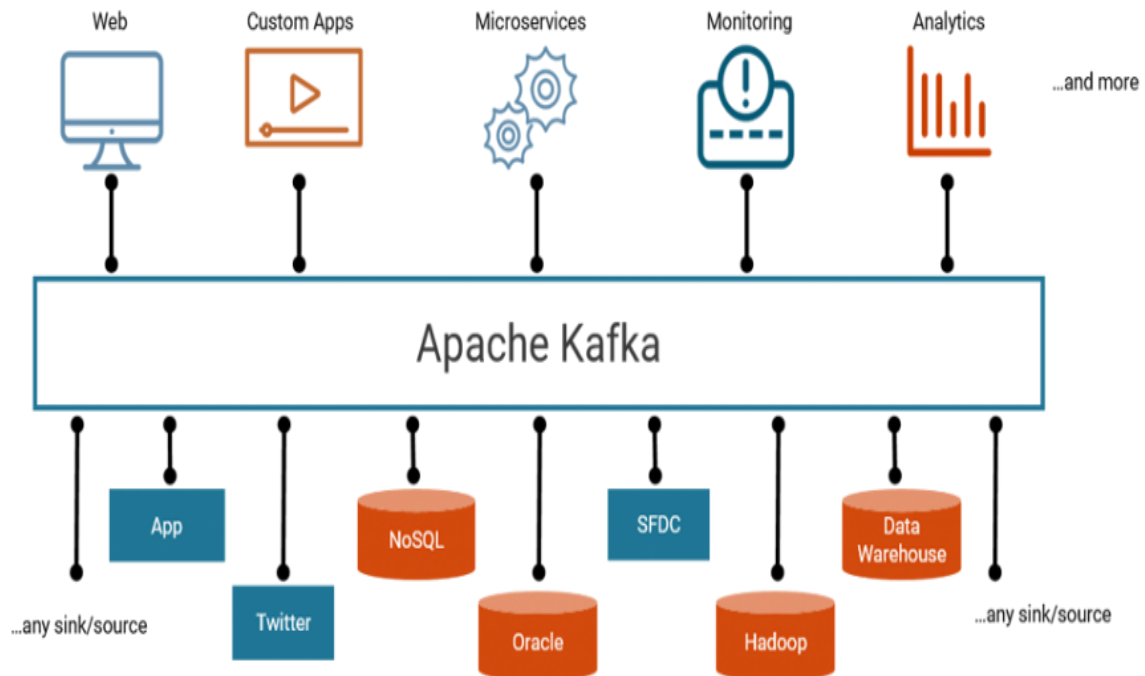 Web
Custom Apps
Microservices
Monitoring
Analytics
...and more
Apache Kafka
App
NoSQL
SFDC
Data
Warehouse
...any sink/source
Twitter
Oracle
Hadoop
...any sink/source